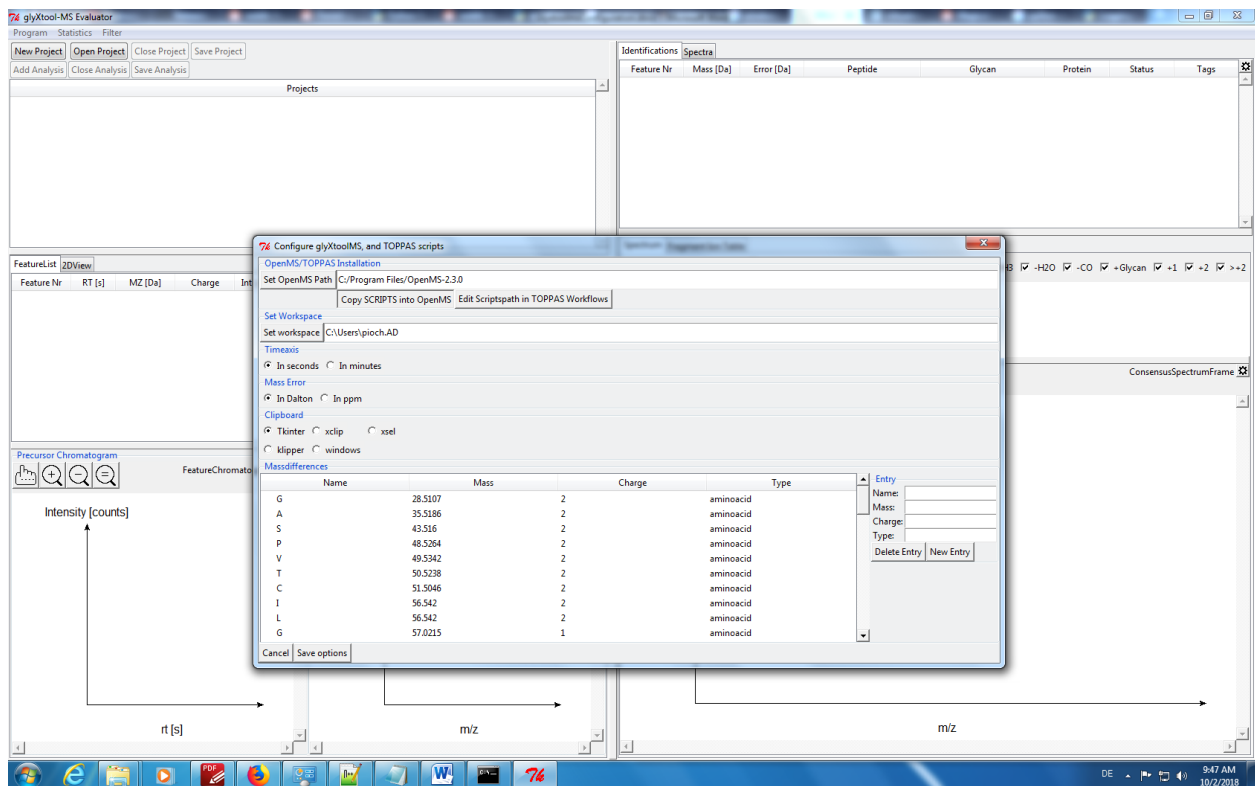 glyXtool-MS Evaluator
Program Statistics Filter
New Project Open Project Close Project Save Project
Add Analysis Close Analysis Save Analysis
Projects
Identifications Spectra
Feature Nr Mass [Da] Error [Da] Peptide Glycan Protein Status Tags
FeatureList 2DView
Feature Nr RT [s] MZ [Da] Charge Int
-H2O -CO +Glycan +1 +2 >+2
ConsensusSpectrumFrame
Configure glyXtoolMS, and TOPPAS scripts
OpenMS/TOPPAS Installation
Set OpenMS Path C:/Program Files/OpenMS-2.3.0
Copy SCRIPTS into OpenMS Edit Scriptspath in TOPPAS Workflows
Set Workspace
Set workspace C:\Users\pioch.AD
Timeaxis
In seconds In minutes
Mass Error
In Dalton In ppm
Clipboard
Tkinter xclip xsel
klipper windows
Massdifferences
Name Mass Charge Type
G 28.5107 2 aminoacid
A 35.5186 2 aminoacid
S 43.516 2 aminoacid
P 48.5264 2 aminoacid
V 49.5342 2 aminoacid
T 50.5238 2 aminoacid
C 51.5046 2 aminoacid
I 56.542 2 aminoacid
L 56.542 2 aminoacid
G 57.0215 1 aminoacid
Entry
Name:
Mass:
Charge:
Type:
Delete Entry New Entry
Cancel Save options
Precursor Chromatogram
FeatureChromato
Intensity [counts]
rt [s]
m/z
m/z
DE
9:47 AM
10/2/2018